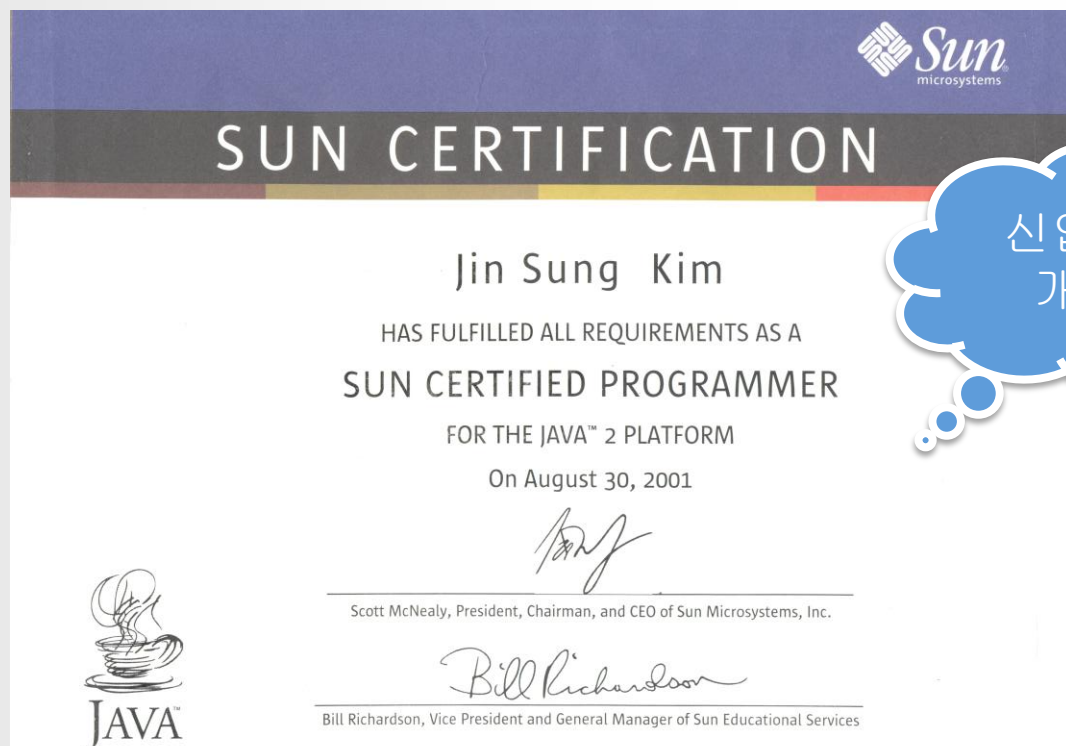 Sun
microsystems
SUN CERTIFICATION
Jin Sung Kim
HAS FULFILLED ALL REQUIREMENTS AS A
SUN CERTIFIED PROGRAMMER
FOR THE JAVA™ 2 PLATFORM
On August 30, 2001
Scott McNealy, President, Chairman, and CEO of Sun Microsystems, Inc.
Bill Richardson
Bill Richardson, Vice President and General Manager of Sun Educational Services
JAVA™